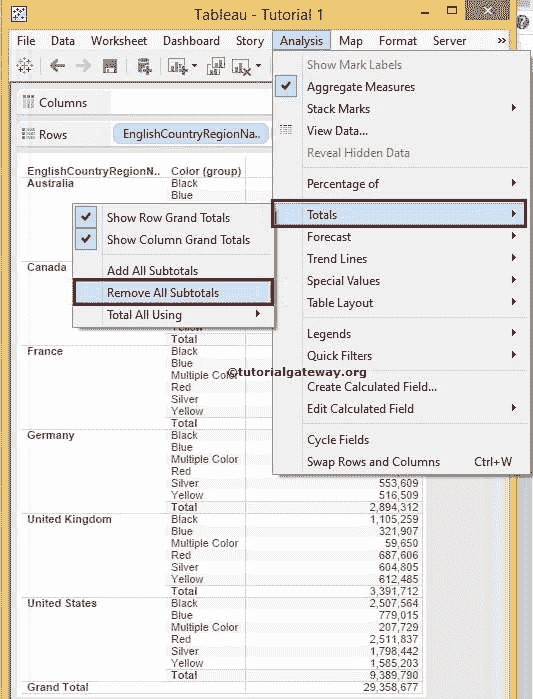 Tableau - Tutorial 1
File Data Worksheet Dashboard Story Analysis Map Format Server »
Columns
Rows EnglishCountryRegionNa..
Show Mark Labels
Aggregate Measures
Stack Marks
View Data...
Reveal Hidden Data
Percentage of
Totals
Forecast
Trend Lines
Special Values
Table Layout
Legends
Quick Filters
Create Calculated Field...
Edit Calculated Field
Cycle Fields
Swap Rows and Columns Ctrl+W
Show Row Grand Totals
Show Column Grand Totals
Add All Subtotals
Remove All Subtotals
Total All Using
©tutorialgateway.org
EnglishCountryRegionN.. Color (group)
Australia Black
Blue
Canada
Yellow
Total
France Black
Blue
Multiple Color
Red
Silver
Yellow
Total
Germany Black
Blue
Multiple Color
Red
Silver 553,609
Yellow 516,509
Total 2,894,312
United Kingdom Black 1,105,259
Blue 321,907
Multiple Color 59,650
Red 687,606
Silver 604,805
Yellow 612,485
Total 3,391,712
United States Black 2,507,564
Blue 779,015
Multiple Color 207,729
Red 2,511,837
Silver 1,798,442
Yellow 1,585,203
Total 9,389,790
Grand Total 29,358,677